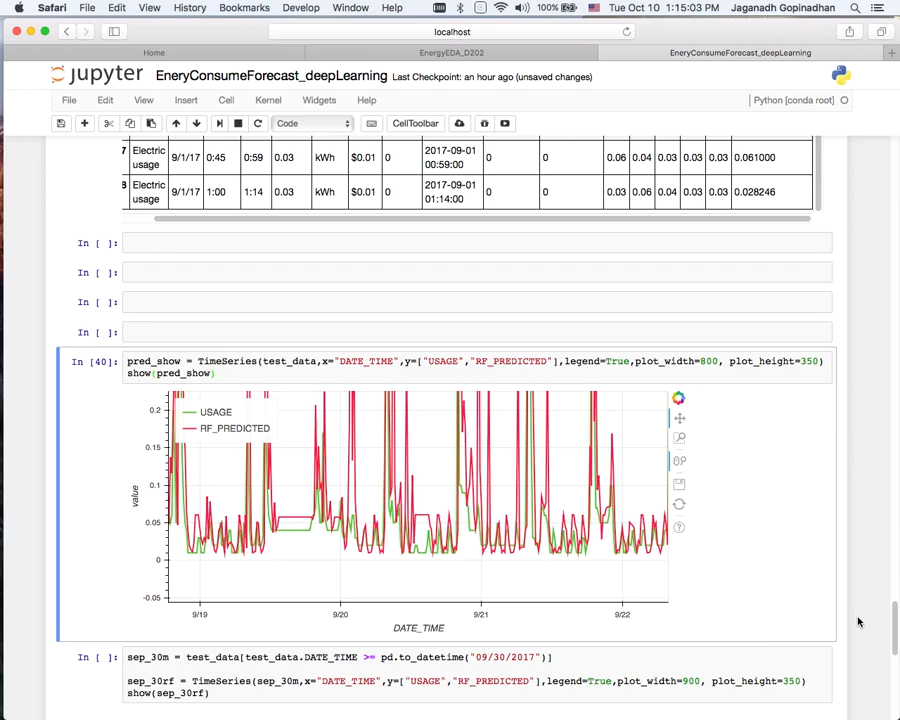 Safari File Edit View History Bookmarks Develop Window Help 100% Tue Oct 10 1:15:03 PM Jaganadh Gopinadhan
localhost
Home EnergyEDA_D202 EneryConsumeForecast_deepLearning
jupyter EneryConsumeForecast_deepLearning Last Checkpoint: an hour ago (unsaved changes)
File Edit View Insert Cell Kernel Widgets Help Python [conda root]
Code CellToolbar
7 Electric usage 9/1/17 0:45 0:59 0.03 kWh $0.01 0 2017-09-01 00:59:00 0 0 0.06 0.04 0.03 0.03 0.03 0.061000
8 Electric usage 9/1/17 1:00 1:14 0.03 kWh $0.01 0 2017-09-01 01:14:00 0 0 0.03 0.06 0.04 0.03 0.03 0.028246
In [ ]:
In [ ]:
In [ ]:
In [ ]:
In [40]: pred_show = TimeSeries(test_data,x="DATE_TIME",y=["USAGE","RF_PREDICTED"],legend=True,plot_width=800, plot_height=350)
show(pred_show)
USAGE
RF_PREDICTED
0.2
0.15
0.1
0.05
0
-0.05
value
9/19 9/20 9/21 9/22
DATE_TIME
In [ ]: sep_30m = test_data[test_data.DATE_TIME >= pd.to_datetime("09/30/2017")]
sep_30rf = TimeSeries(sep_30m,x="DATE_TIME",y=["USAGE","RF_PREDICTED"],legend=True,plot_width=900, plot_height=350)
show(sep_30rf)